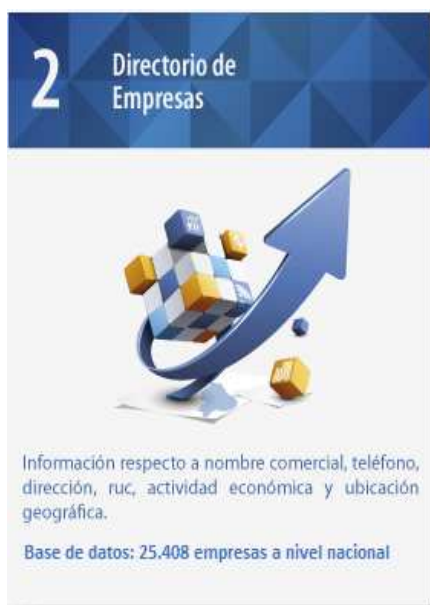 2
Directorio de
Empresas
Información respecto a nombre comercial, teléfono,
dirección, ruc, actividad económica y ubicación
geográfica.
Base de datos: 25.408 empresas a nivel nacional